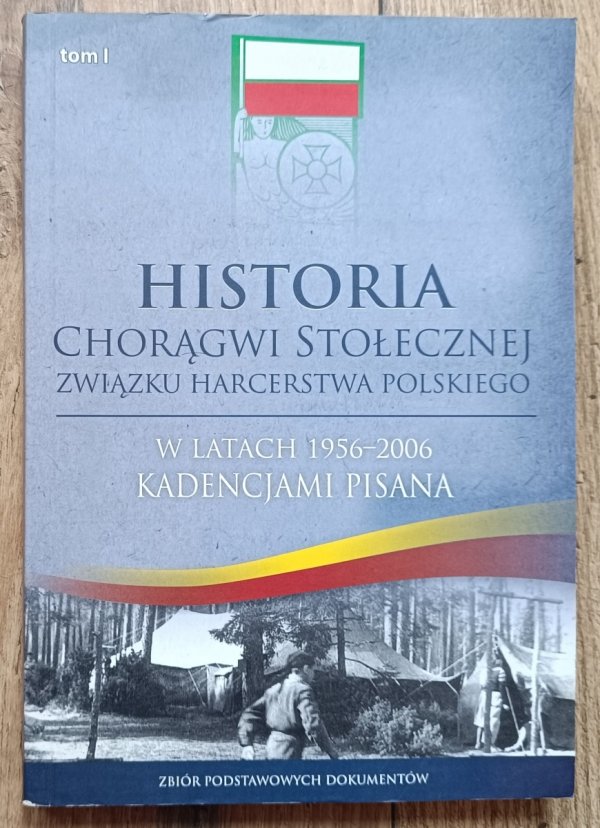 tom I
HISTORIA
CHORĄGWI STOŁECZNEJ
ZWIĄZKU HARCERSTWA POLSKIEGO
W LATACH 1956–2006
KADENCJAMI PISANA
ZBIÓR PODSTAWOWYCH DOKUMENTÓW